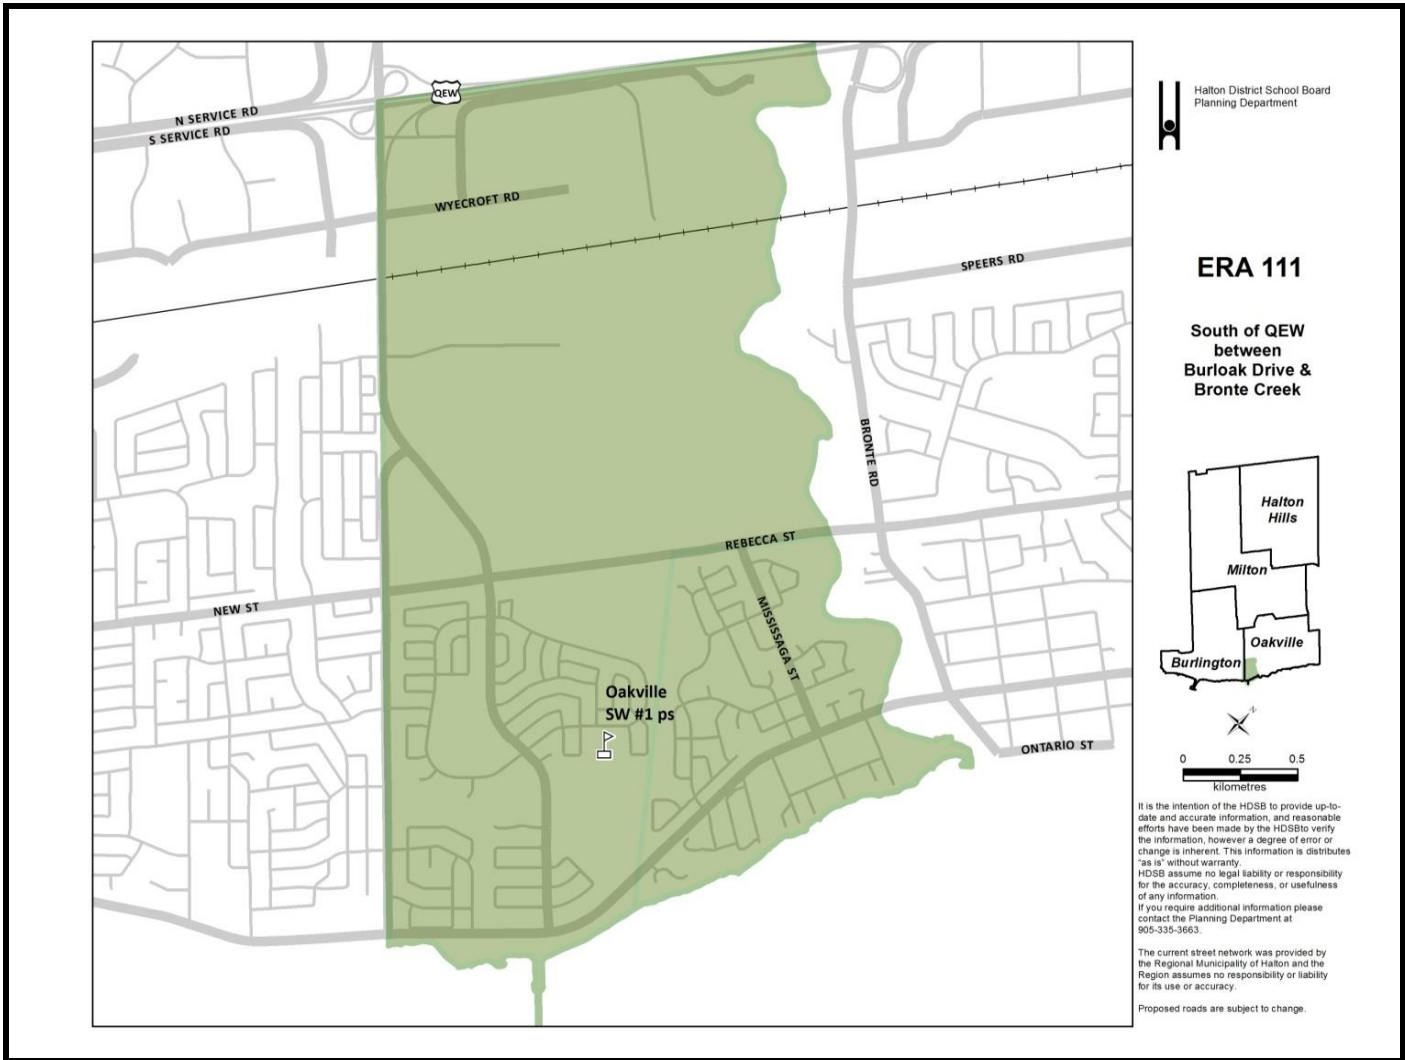 QEW
N SERVICE RD
S SERVICE RD
WYECROFT RD
SPEERS RD
BRONTE RD
REBECCA ST
NEW ST
MISSISSAGA ST
Oakville
SW #1 ps
ONTARIO ST
Halton District School Board
Planning Department
ERA 111
South of QEW
between
Burloak Drive &
Bronte Creek
Halton
Hills
Milton
Oakville
Burlington
N
0 0.25 0.5
kilometres
It is the intention of the HDSB to provide up-to-
date and accurate information, and reasonable
efforts have been made by the HDSBto verify
the information, however a degree of error or
change is inherent. This information is distributes
"as is" without warranty.
HDSB assume no legal liability or responsibility
for the accuracy, completeness, or usefulness
of any information.
If you require additional information please
contact the Planning Department at
905-335-3663.
The current street network was provided by
the Regional Municipality of Halton and the
Region assumes no responsibility or liability
for its use or accuracy.
Proposed roads are subject to change.